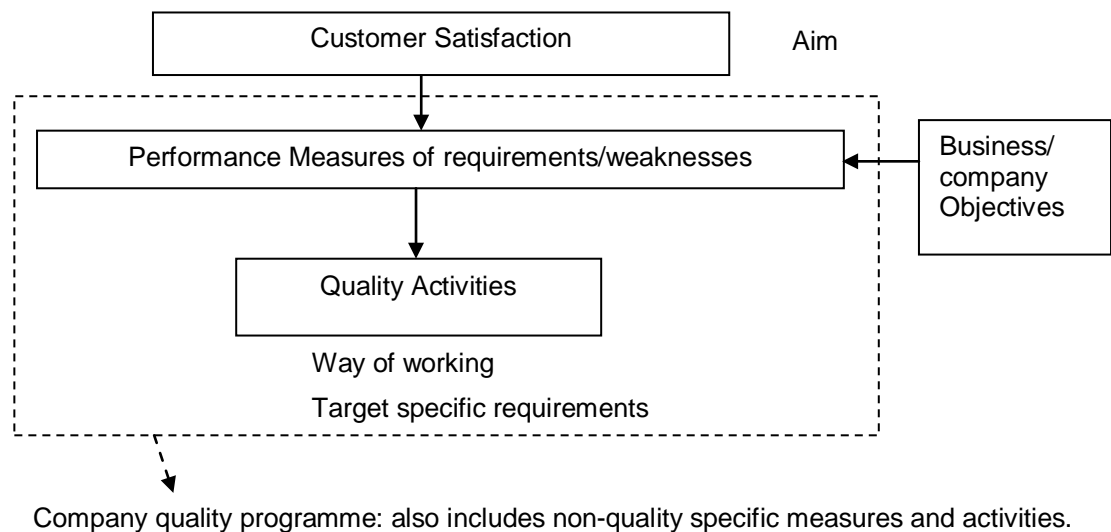 Customer Satisfaction
Aim
Performance Measures of requirements/weaknesses
Business/
company
Objectives
Quality Activities
Way of working
Target specific requirements
Company quality programme: also includes non-quality specific measures and activities.